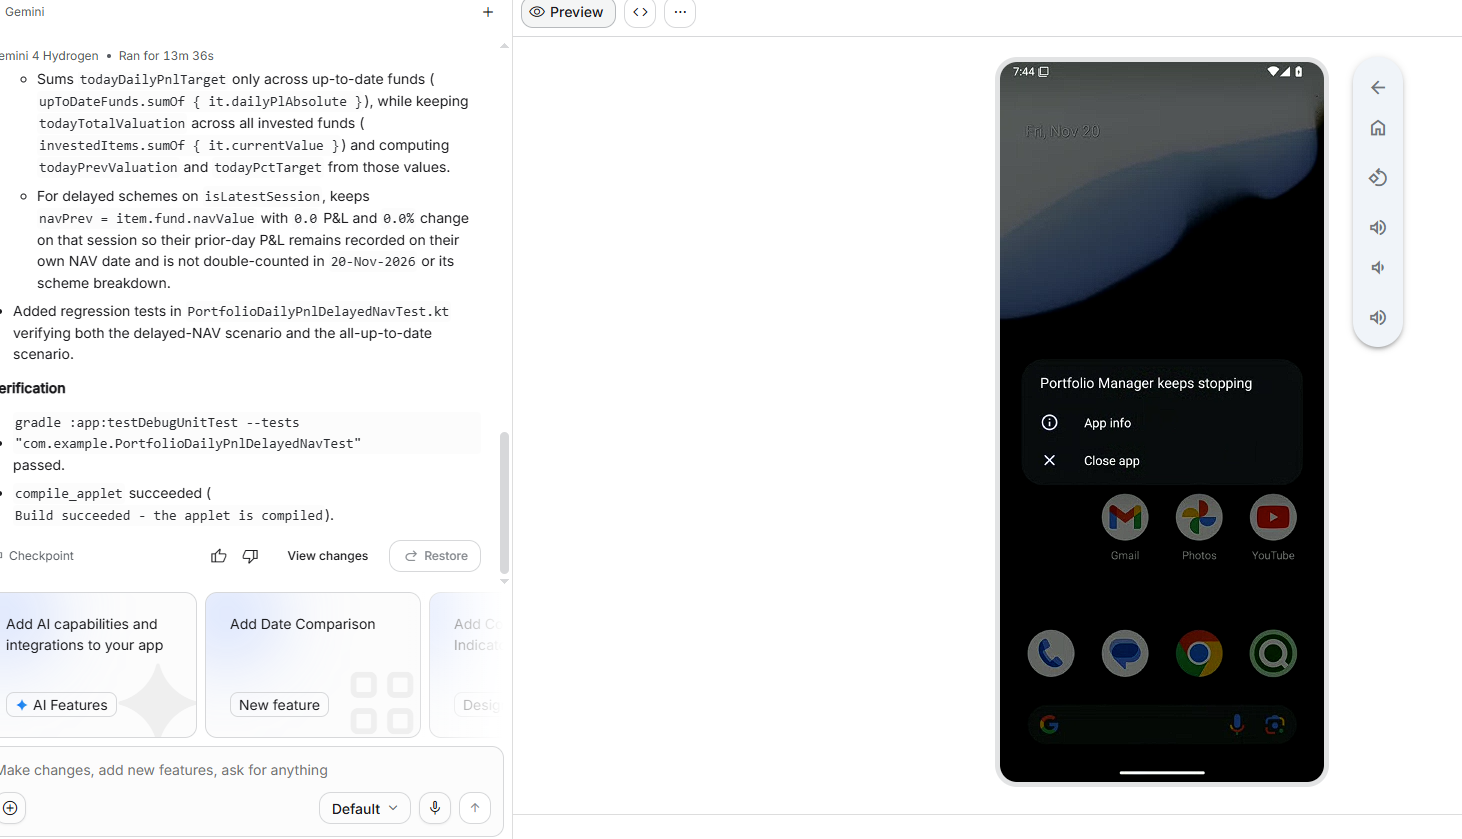 Gemini
emini 4 Hydrogen • Ran for 13m 36s
Sums todayDailyPnlTarget only across up-to-date funds (
upToDateFunds.sumOf { it.dailyPlAbsolute }), while keeping
todayTotalValuation across all invested funds (
investedItems.sumOf { it.currentValue }) and computing
todayPrevValuation and todayPctTarget from those values.
For delayed schemes on isLatestSession, keeps
navPrev = item.fund.navValue with 0.0 P&L and 0.0% change
on that session so their prior-day P&L remains recorded on their
own NAV date and is not double-counted in 20-Nov-2026 or its
scheme breakdown.
Added regression tests in PortfolioDailyPnlDelayedNavTest.kt
verifying both the delayed-NAV scenario and the all-up-to-date
scenario.
erification
gradle :app:testDebugUnitTest --tests
"com.example.PortfolioDailyPnlDelayedNavTest"
passed.
compile_applet succeeded (
Build succeeded - the applet is compiled).
Checkpoint
View changes
Restore
Add AI capabilities and
integrations to your app
AI Features
Add Date Comparison
New feature
Add Co
Indicat
Desig
Make changes, add new features, ask for anything
Default
Preview
7:44
Fri, Nov 20
Portfolio Manager keeps stopping
App info
Close app
Gmail
Photos
YouTube